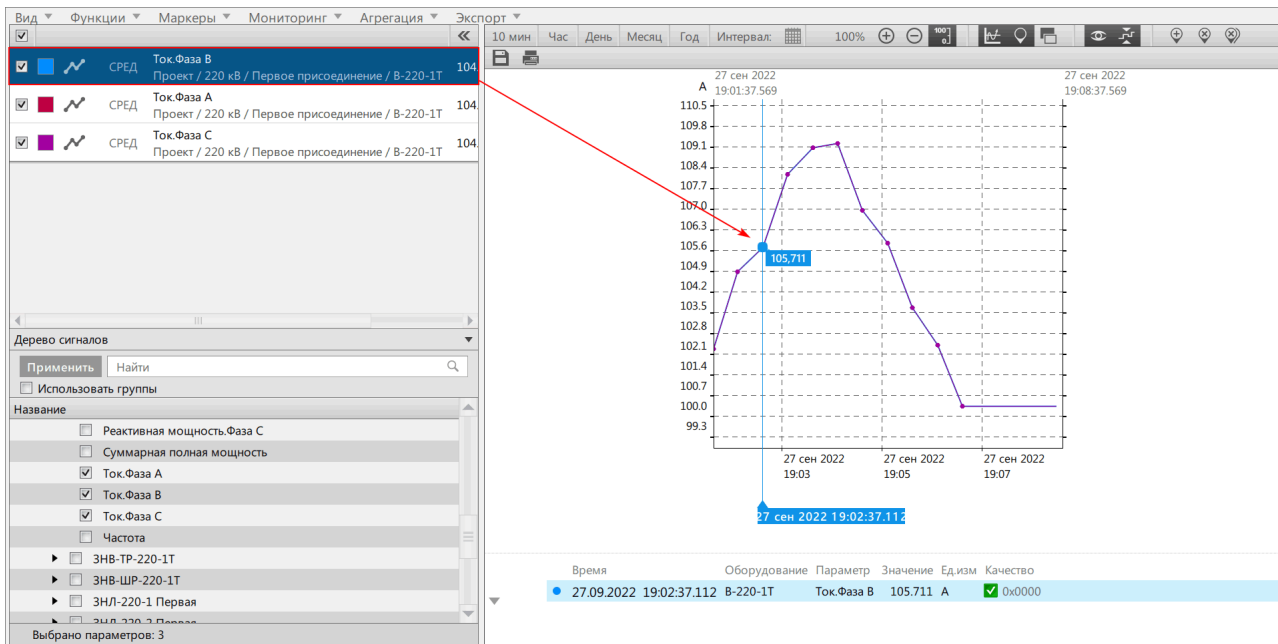 Вид Функции Маркеры Мониторинг Агрегация Экспорт
10 мин Час День Месяц Год Интервал: 100%
СРЕД Ток.Фаза B 104
Проект / 220 кВ / Первое присоединение / В-220-1Т
СРЕД Ток.Фаза A 104.
Проект / 220 кВ / Первое присоединение / В-220-1Т
СРЕД Ток.Фаза C 104.
Проект / 220 кВ / Первое присоединение / В-220-1Т
Дерево сигналов
Применить Найти
Использовать группы
Название
Реактивная мощность.Фаза C
Суммарная полная мощность
Ток.Фаза A
Ток.Фаза B
Ток.Фаза C
Частота
ЗНВ-ТР-220-1Т
ЗНВ-ШР-220-1Т
ЗНЛ-220-1 Первая
ЗНЛ-220-2 Первая
Выбрано параметров: 3
А
27 сен 2022
19:01:37.569
27 сен 2022
19:08:37.569
110.5
109.8
109.1
108.4
107.7
107.0
106.3
105.6
104.9
104.2
103.5
102.8
102.1
101.4
100.7
100.0
99.3
105,711
27 сен 2022
19:03
27 сен 2022
19:05
27 сен 2022
19:07
27 сен 2022 19:02:37.112
Время Оборудование Параметр Значение Ед.изм Качество
27.09.2022 19:02:37.112 В-220-1Т Ток.Фаза B 105.711 А 0x0000